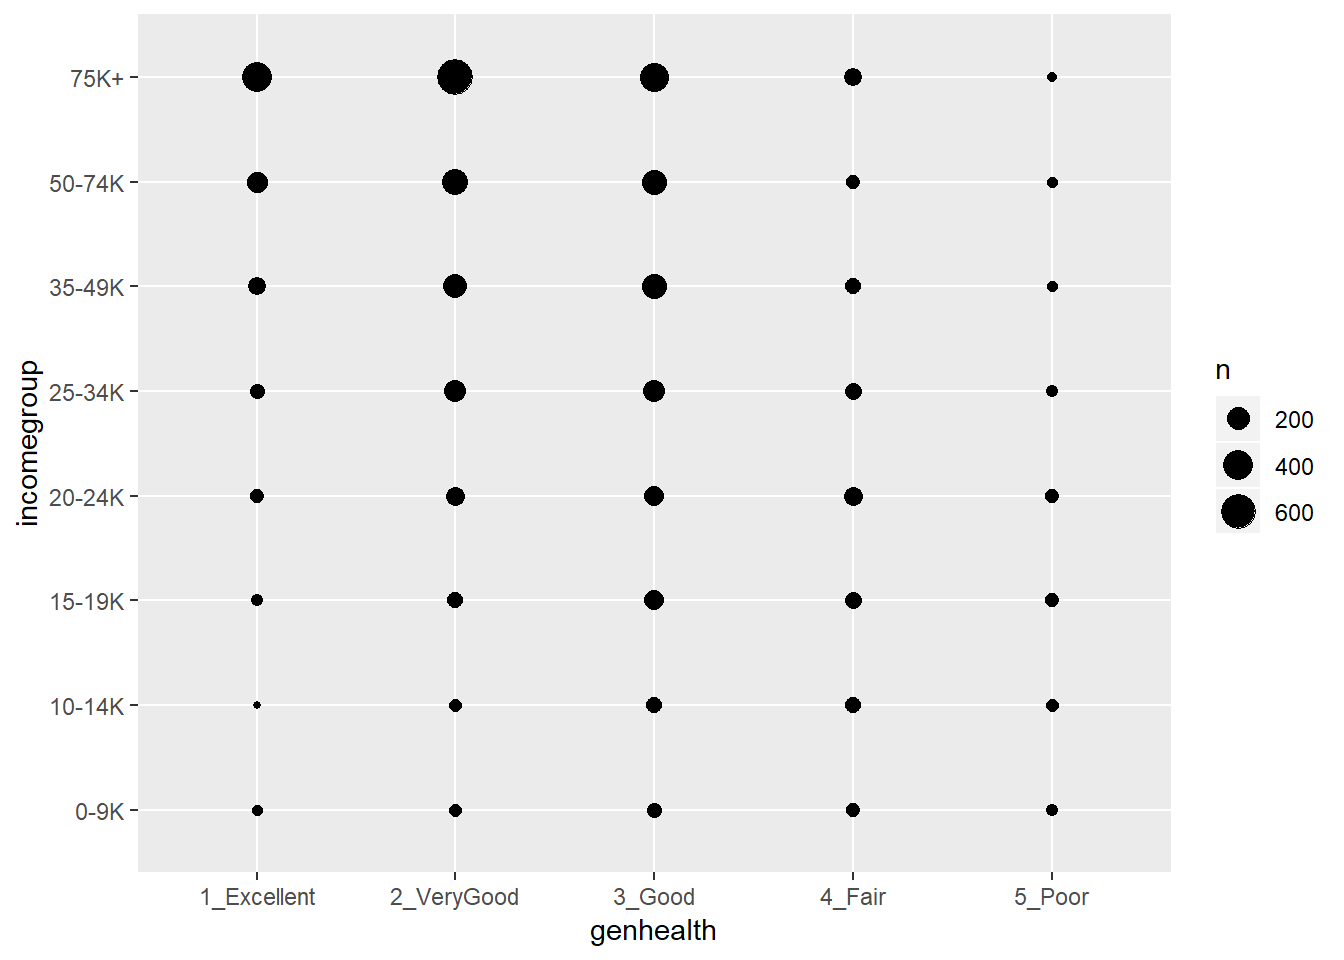 75K+
50-74K
35-49K
25-34K
20-24K
15-19K
10-14K
0-9K
incomegroup
1_Excellent 2_VeryGood 3_Good 4_Fair 5_Poor
genhealth
n
200
400
600